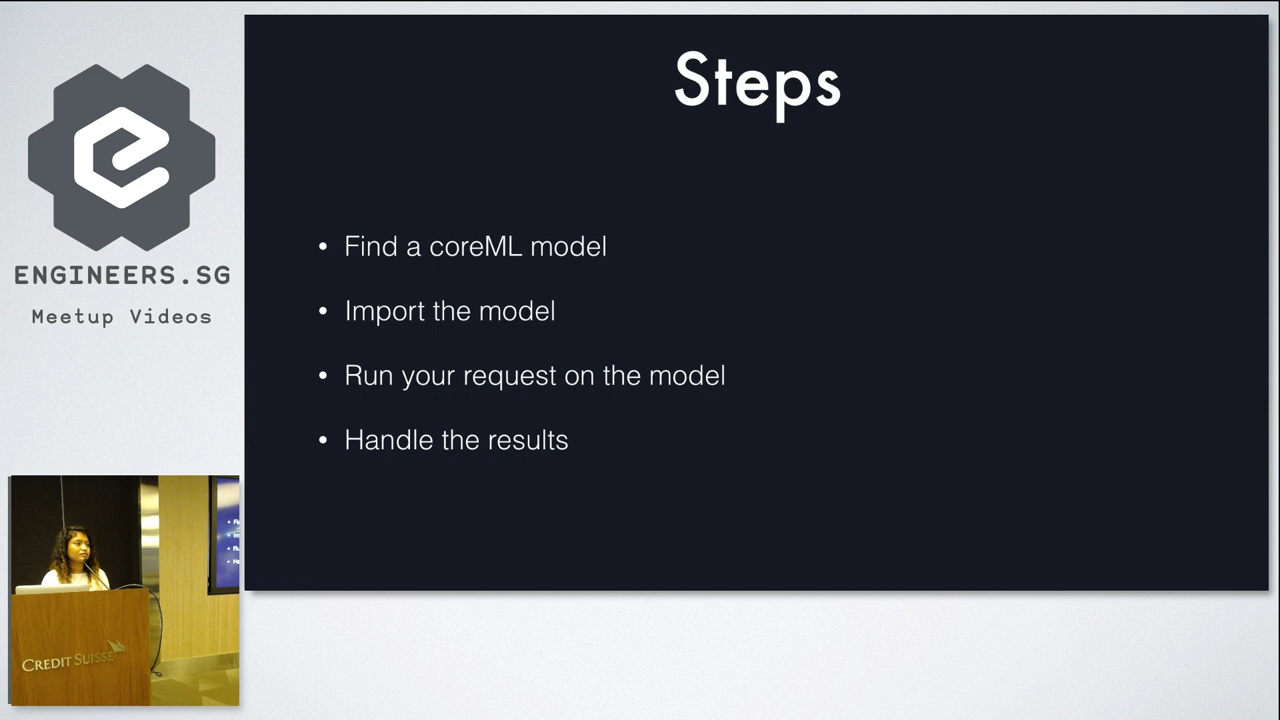 Steps
• Find a coreML model
• Import the model
• Run your request on the model
• Handle the results
ENGINEERS.SG
Meetup Videos
CREDIT SUISSE